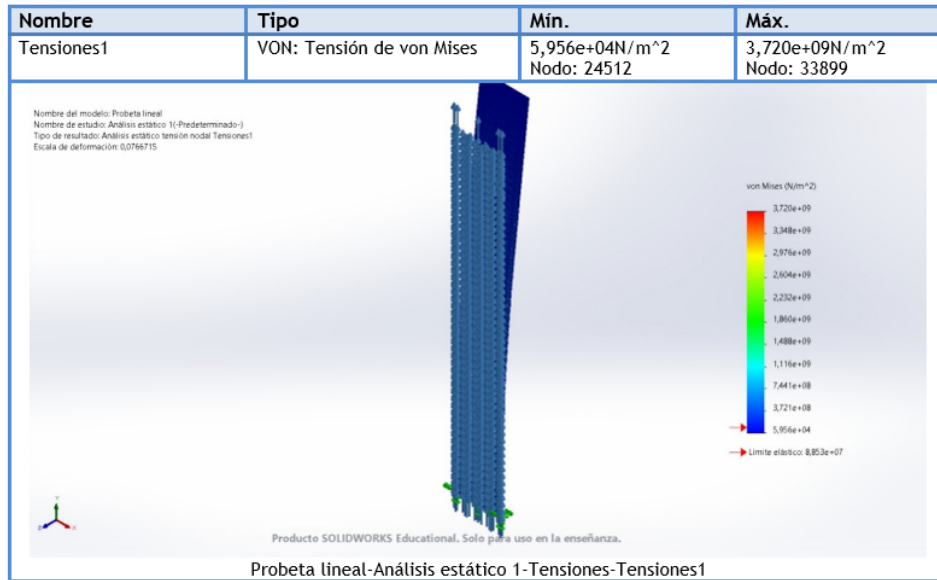 Nombre Tipo Mín. Máx.
Tensiones1 VON: Tensión de von Mises 5,956e+04N/m^2 3,720e+09N/m^2
Nodo: 24512 Nodo: 33899
Nombre del modelo: Probeta lineal
Nombre de estudio: Análisis estático 1(-Predeterminado-)
Tipo de resultado: Análisis estático tensión nodal Tensiones1
Escala de deformación: 0,0766715
von Mises (N/m^2)
3,720e+09
3,348e+09
2,976e+09
2,604e+09
2,232e+09
1,860e+09
1,488e+09
1,116e+09
7,441e+08
3,721e+08
5,956e+04
Límite elástico: 8,853e+07
Y
Z
X
Producto SOLIDWORKS Educational. Solo para uso en la enseñanza.
Probeta lineal-Análisis estático 1-Tensiones-Tensiones1